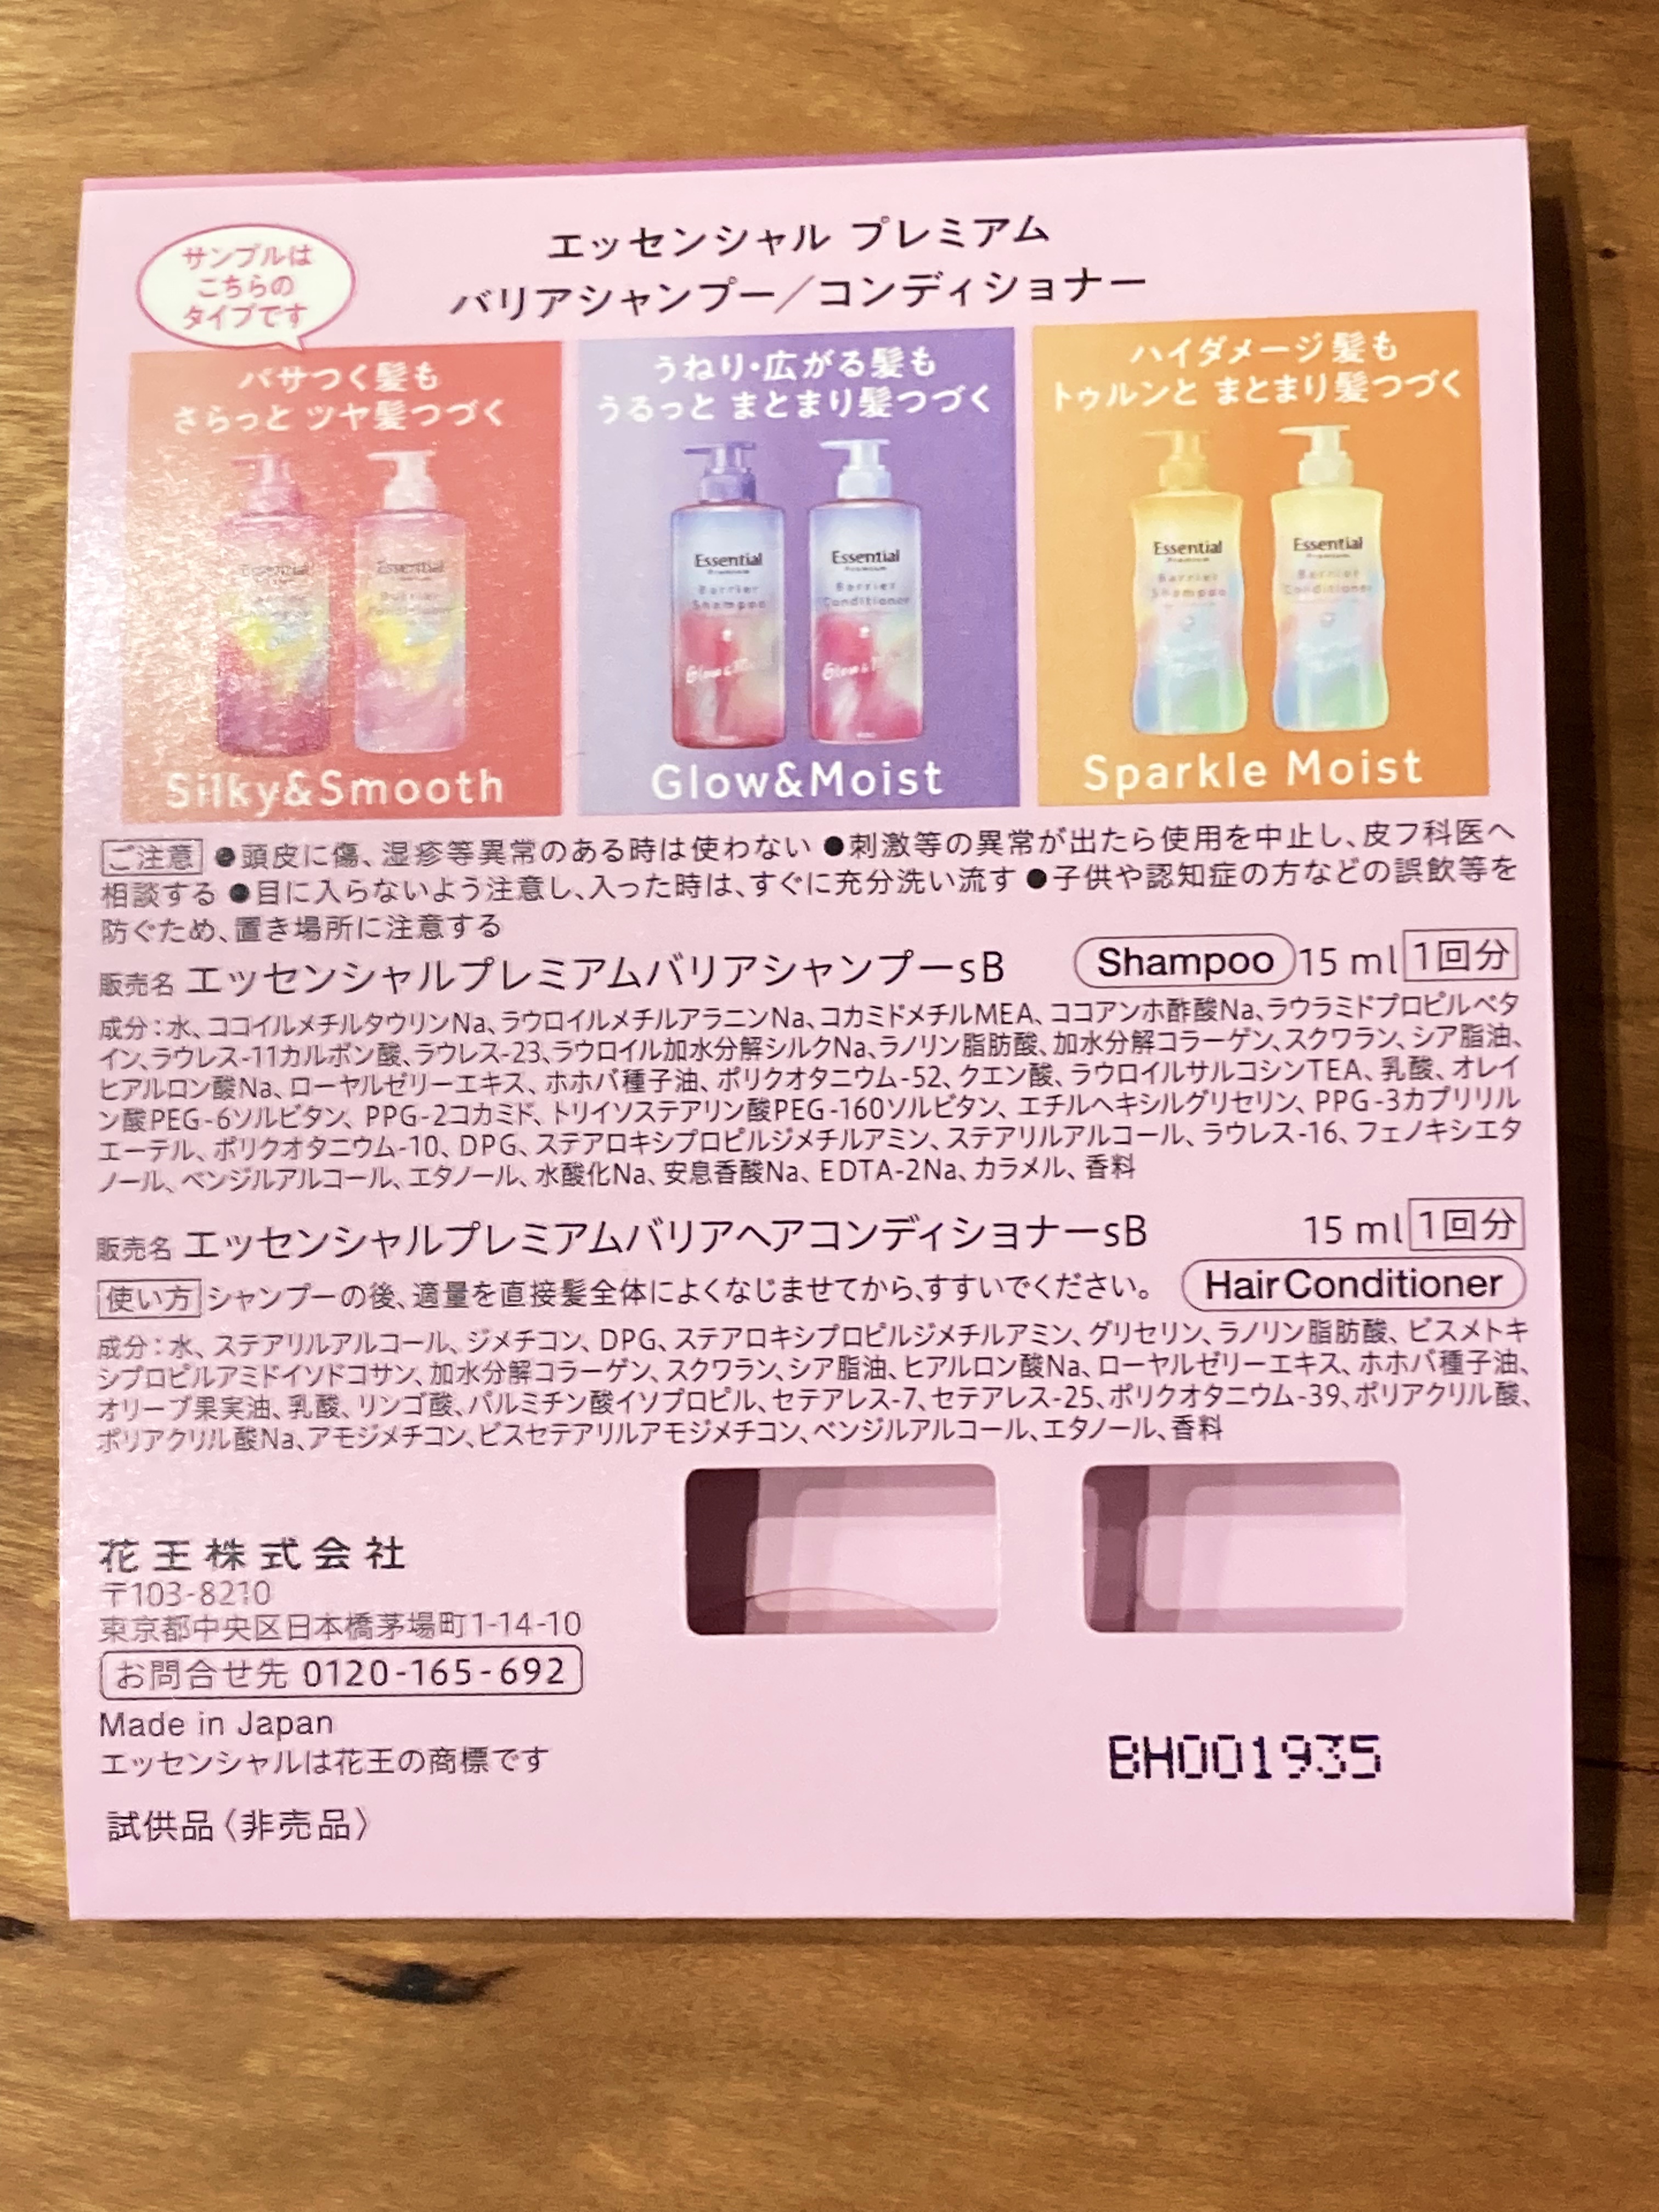 サンプルは
こちらの
タイプです
エッセンシャル プレミアム
バリアシャンプー／コンディショナー
パサつく髪も
さらっと ツヤ髪つづく
Essential
Barrier
Essential
Barrier
Conditioner
Silky&Smooth
うねり・広がる髪も
うるっと まとまり髪つづく
Essential
Premium
Barrier
Shampoo
Glow & Moist
Essential
Premium
Barrier
Conditioner
Glow & Moist
Glow&Moist
ハイダメージ髪も
トゥルンと まとまり髪つづく
Essential
Premium
Barrier
Shampoo
Essential
Premium
Barrier
Conditioner
Sparkle Moist
ご注意 ●頭皮に傷、湿疹等異常のある時は使わない ●刺激等の異常が出たら使用を中止し、皮フ科医へ
相談する ●目に入らないよう注意し、入った時は、すぐに充分洗い流す ●子供や認知症の方などの誤飲等を
防ぐため、置き場所に注意する
販売名 エッセンシャルプレミアムバリアシャンプーsB Shampoo 15 ml 1回分
成分：水、ココイルメチルタウリンNa、ラウロイルメチルアラニンNa、コカミドメチルMEA、ココアンホ酢酸Na、ラウラミドプロピルベタ
イン、ラウレス-11カルボン酸、ラウレス-23、ラウロイル加水分解シルクNa、ラノリン脂肪酸、加水分解コラーゲン、スクワラン、シア脂油、
ヒアルロン酸Na、ローヤルゼリーエキス、ホホバ種子油、ポリクオタニウム-52、クエン酸、ラウロイルサルコシンTEA、乳酸、オレイ
ン酸PEG-6ソルビタン、PPG-2コカミド、トリイソステアリン酸PEG-160ソルビタン、エチルヘキシルグリセリン、PPG-3カプリリル
エーテル、ポリクオタニウム-10、DPG、ステアロキシプロピルジメチルアミン、ステアリルアルコール、ラウレス-16、フェノキシエタ
ノール、ベンジルアルコール、エタノール、水酸化Na、安息香酸Na、EDTA-2Na、カラメル、香料
販売名 エッセンシャルプレミアムバリアヘアコンディショナーsB 15 ml 1回分
使い方 シャンプーの後、適量を直接髪全体によくなじませてから、すすいでください。 Hair Conditioner
成分：水、ステアリルアルコール、ジメチコン、DPG、ステアロキシプロピルジメチルアミン、グリセリン、ラノリン脂肪酸、ビスメトキ
シプロピルアミドイソドコサン、加水分解コラーゲン、スクワラン、シア脂油、ヒアルロン酸Na、ローヤルゼリーエキス、ホホバ種子油、
オリーブ果実油、乳酸、リンゴ酸、パルミチン酸イソプロピル、セテアレス-7、セテアレス-25、ポリクオタニウム-39、ポリアクリル酸、
ポリアクリル酸Na、アモジメチコン、ビスセテアリルアモジメチコン、ベンジルアルコール、エタノール、香料
花王株式会社
〒103-8210
東京都中央区日本橋茅場町1-14-10
お問合せ先 0120-165-692
Made in Japan
エッセンシャルは花王の商標です
BH001935
試供品〈非売品〉